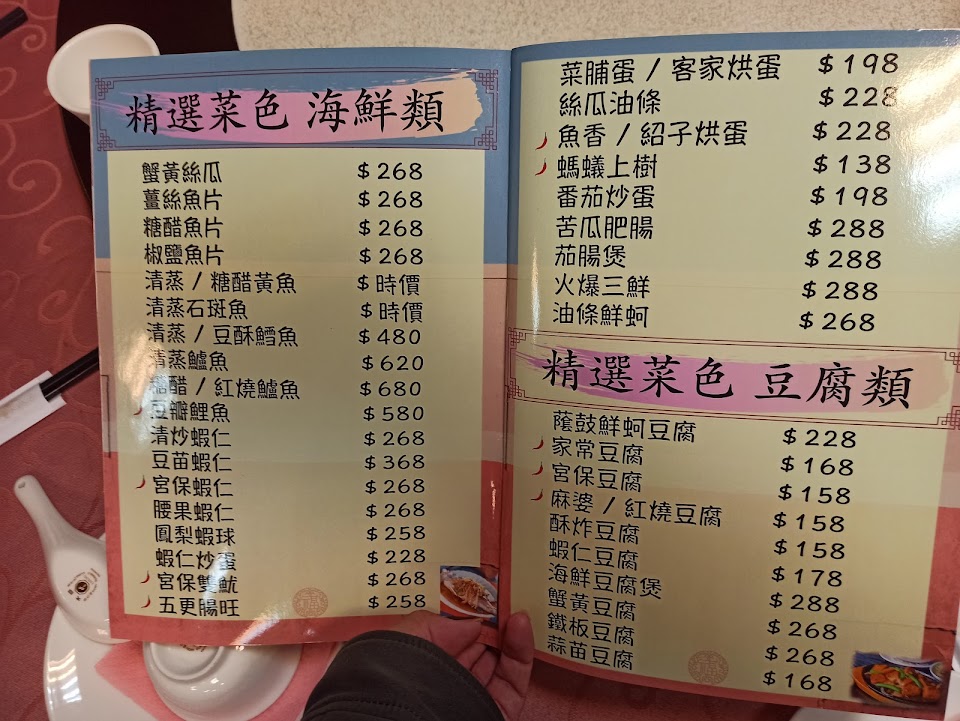 精選菜色 海鮮類
蟹黃絲瓜 $268
薑絲魚片 $268
糖醋魚片 $268
椒鹽魚片 $268
清蒸 / 糖醋黃魚 $時價
清蒸石斑魚 $時價
清蒸 / 豆酥鱈魚 $480
清蒸鱸魚 $620
糖醋 / 紅燒鱸魚 $680
豆瓣鯉魚 $580
清炒蝦仁 $268
豆苗蝦仁 $368
宮保蝦仁 $268
腰果蝦仁 $268
鳳梨蝦球 $258
蝦仁炒蛋 $228
宮保雙魷 $268
五更腸旺 $258
菜脯蛋 / 客家烘蛋 $198
絲瓜油條 $228
魚香 / 紹子烘蛋 $228
螞蟻上樹 $138
番茄炒蛋 $198
苦瓜肥腸 $288
茄腸煲 $288
火爆三鮮 $288
油條鮮蚵 $268
精選菜色 豆腐類
蔭鼓鮮蚵豆腐 $228
家常豆腐 $168
宮保豆腐 $158
麻婆 / 紅燒豆腐 $158
酥炸豆腐 $158
蝦仁豆腐 $178
海鮮豆腐煲 $288
蟹黃豆腐 $268
鐵板豆腐 $268
蒜苗豆腐 $168